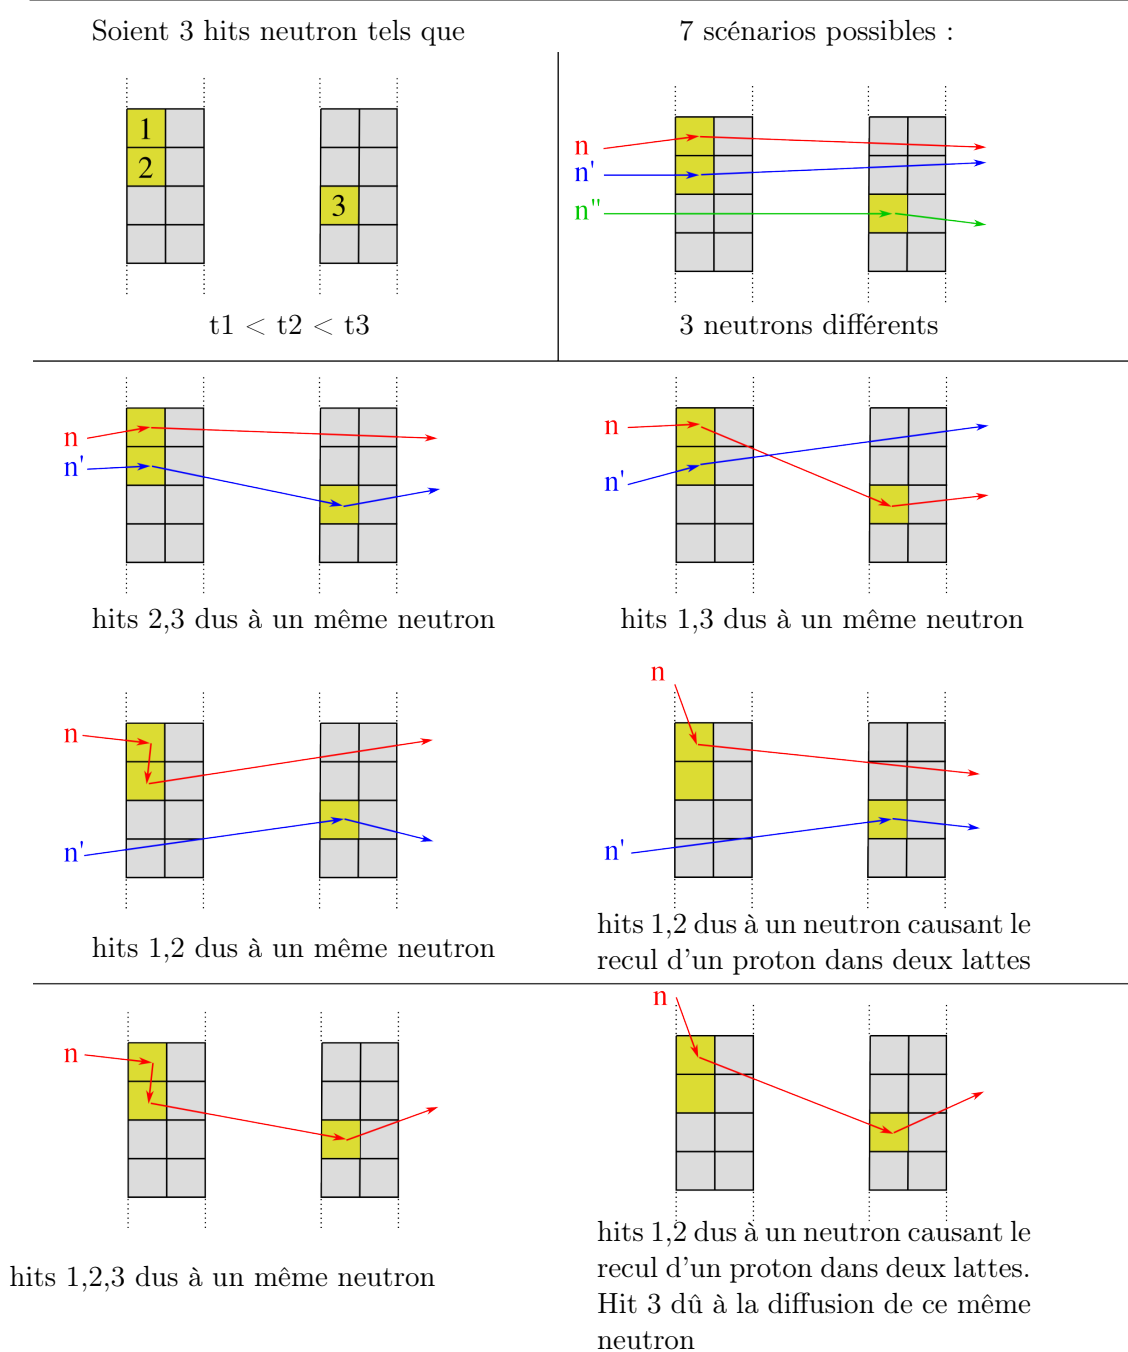 Soient 3 hits neutron tels que
7 scénarios possibles :
1
2
3
t1 < t2 < t3
n
n'
n"
3 neutrons différents
n
n'
hits 2,3 dus à un même neutron
n
n'
hits 1,3 dus à un même neutron
n
n'
hits 1,2 dus à un même neutron
n
n'
hits 1,2 dus à un neutron causant le
recul d'un proton dans deux lattes
n
hits 1,2,3 dus à un même neutron
n
hits 1,2 dus à un neutron causant le
recul d'un proton dans deux lattes.
Hit 3 dû à la diffusion de ce même
neutron